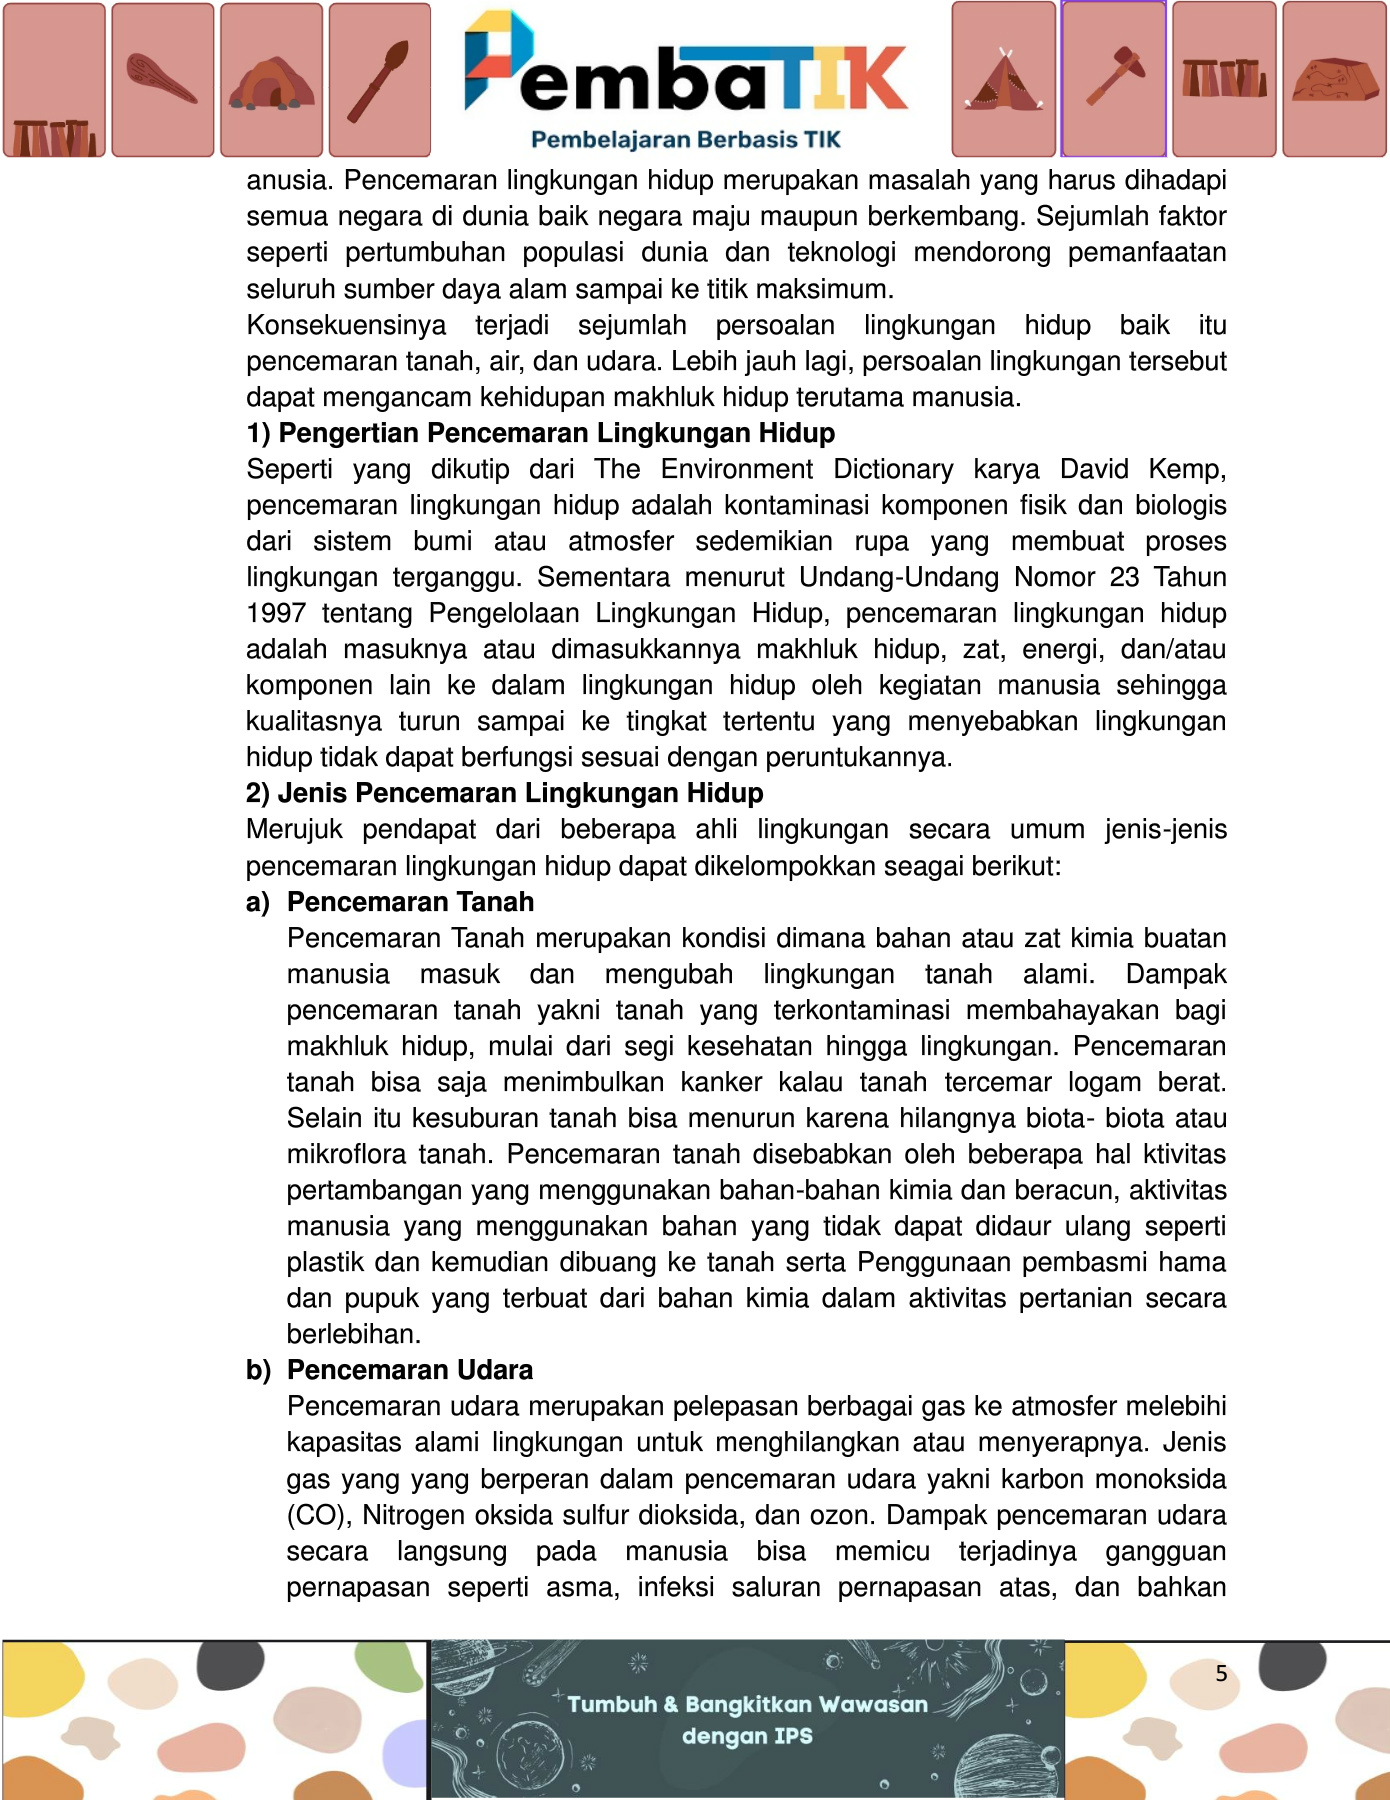 PembaTIK
Pembelajaran Berbasis TIK
anusia. Pencemaran lingkungan hidup merupakan masalah yang harus dihadapi
semua negara di dunia baik negara maju maupun berkembang. Sejumlah faktor
seperti pertumbuhan populasi dunia dan teknologi mendorong pemanfaatan
seluruh sumber daya alam sampai ke titik maksimum.
Konsekuensinya terjadi sejumlah persoalan lingkungan hidup baik itu
pencemaran tanah, air, dan udara. Lebih jauh lagi, persoalan lingkungan tersebut
dapat mengancam kehidupan makhluk hidup terutama manusia.
1) Pengertian Pencemaran Lingkungan Hidup
Seperti yang dikutip dari The Environment Dictionary karya David Kemp,
pencemaran lingkungan hidup adalah kontaminasi komponen fisik dan biologis
dari sistem bumi atau atmosfer sedemikian rupa yang membuat proses
lingkungan terganggu. Sementara menurut Undang-Undang Nomor 23 Tahun
1997 tentang Pengelolaan Lingkungan Hidup, pencemaran lingkungan hidup
adalah masuknya atau dimasukkannya makhluk hidup, zat, energi, dan/atau
komponen lain ke dalam lingkungan hidup oleh kegiatan manusia sehingga
kualitasnya turun sampai ke tingkat tertentu yang menyebabkan lingkungan
hidup tidak dapat berfungsi sesuai dengan peruntukannya.
2) Jenis Pencemaran Lingkungan Hidup
Merujuk pendapat dari beberapa ahli lingkungan secara umum jenis-jenis
pencemaran lingkungan hidup dapat dikelompokkan seagai berikut:
a) Pencemaran Tanah
Pencemaran Tanah merupakan kondisi dimana bahan atau zat kimia buatan
manusia masuk dan mengubah lingkungan tanah alami. Dampak
pencemaran tanah yakni tanah yang terkontaminasi membahayakan bagi
makhluk hidup, mulai dari segi kesehatan hingga lingkungan. Pencemaran
tanah bisa saja menimbulkan kanker kalau tanah tercemar logam berat.
Selain itu kesuburan tanah bisa menurun karena hilangnya biota- biota atau
mikroflora tanah. Pencemaran tanah disebabkan oleh beberapa hal ktivitas
pertambangan yang menggunakan bahan-bahan kimia dan beracun, aktivitas
manusia yang menggunakan bahan yang tidak dapat didaur ulang seperti
plastik dan kemudian dibuang ke tanah serta Penggunaan pembasmi hama
dan pupuk yang terbuat dari bahan kimia dalam aktivitas pertanian secara
berlebihan.
b) Pencemaran Udara
Pencemaran udara merupakan pelepasan berbagai gas ke atmosfer melebihi
kapasitas alami lingkungan untuk menghilangkan atau menyerapnya. Jenis
gas yang yang berperan dalam pencemaran udara yakni karbon monoksida
(CO), Nitrogen oksida sulfur dioksida, dan ozon. Dampak pencemaran udara
secara langsung pada manusia bisa memicu terjadinya gangguan
pernapasan seperti asma, infeksi saluran pernapasan atas, dan bahkan
5
Tumbuh & Bangkitkan Wawasan
dengan IPS